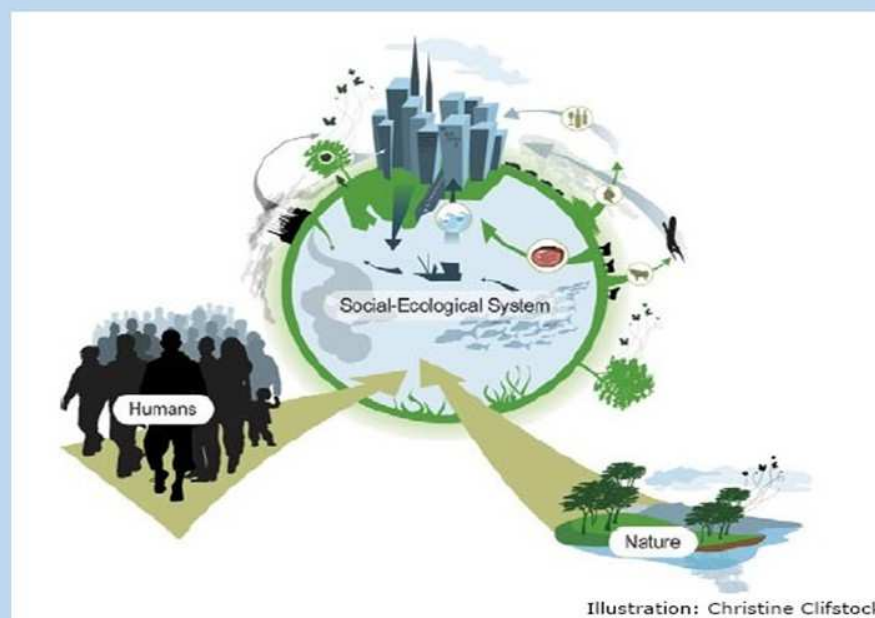 Social-Ecological System
Humans
Nature
Illustration: Christine Clifstock